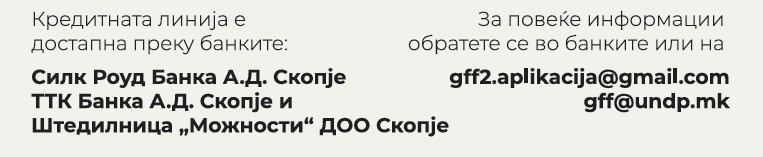 Кредитната линија е
достапна преку банките:
Силк Роуд Банка А.Д. Скопје
ТТК Банка А.Д. Скопје и
Штедилница „Можности“ ДОО Скопје
За повеќе информации
обратете се во банките или на
gff2.aplikacija@gmail.com
gff@undp.mk